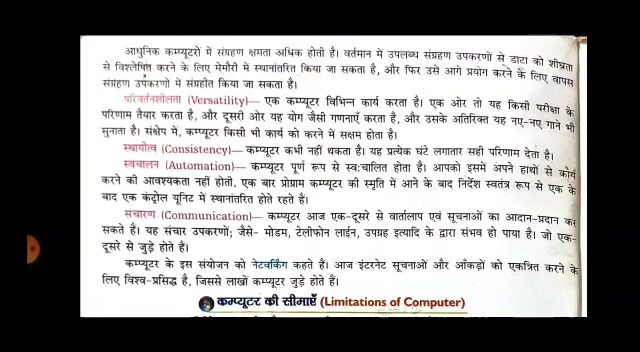 आधुनिक कम्प्यूटरों में संग्रहण क्षमता अधिक होती है। वर्तमान में उपलब्ध संग्रहण उपकरणों से डाटा को शीघ्रता
से विश्लेषित करने के लिए मेमोरी में स्थानांतरित किया जा सकता है, और फिर उसे आगे प्रयोग करने के लिए वापस
संग्रहण उपकरणों में संग्रहीत किया जा सकता है।
परिवर्तनशीलता (Versatility)— एक कम्प्यूटर विभिन्न कार्य करता है। एक ओर तो यह किसी परीक्षा के
परिणाम तैयार करता है, और दूसरी ओर यह योग जैसी गणनाएँ करता है, और उसके अतिरिक्त यह नए-नए गाने भी
सुनाता है। संक्षेप में, कम्प्यूटर किसी भी कार्य को करने में सक्षम होता है।
स्थायीत्व (Consistency)— कम्प्यूटर कभी नहीं थकता है। यह प्रत्येक घंटे लगातार सही परिणाम देता है।
स्वचालन (Automation)— कम्प्यूटर पूर्ण रूप से स्व:चालित होता है। आपको इसमें अपने हाथों से कार्य
करने की आवश्यकता नहीं होती, एक बार प्रोग्राम कम्प्यूटर की स्मृति में आने के बाद निर्देश स्वतंत्र रूप से एक के
बाद एक कंट्रोल यूनिट में स्थानांतरित होते रहते हैं।
संचारण (Communication)— कम्प्यूटर आज एक-दूसरे से वार्तालाप एवं सूचनाओं का आदान-प्रदान कर
सकते हैं। यह संचार उपकरणों; जैसे- मोडम, टेलीफोन लाईन, उपग्रह इत्यादि के द्वारा संभव हो पाया है। जो एक-
दूसरे से जुड़े होते हैं।
कम्प्यूटर के इस संयोजन को नेटवर्किंग कहते हैं। आज इंटरनेट सूचनाओं और आँकड़ों को एकत्रित करने के
लिए विश्व-प्रसिद्ध है, जिससे लाखों कम्प्यूटर जुड़े होते हैं।
कम्प्यूटर की सीमाएँ (Limitations of Computer)